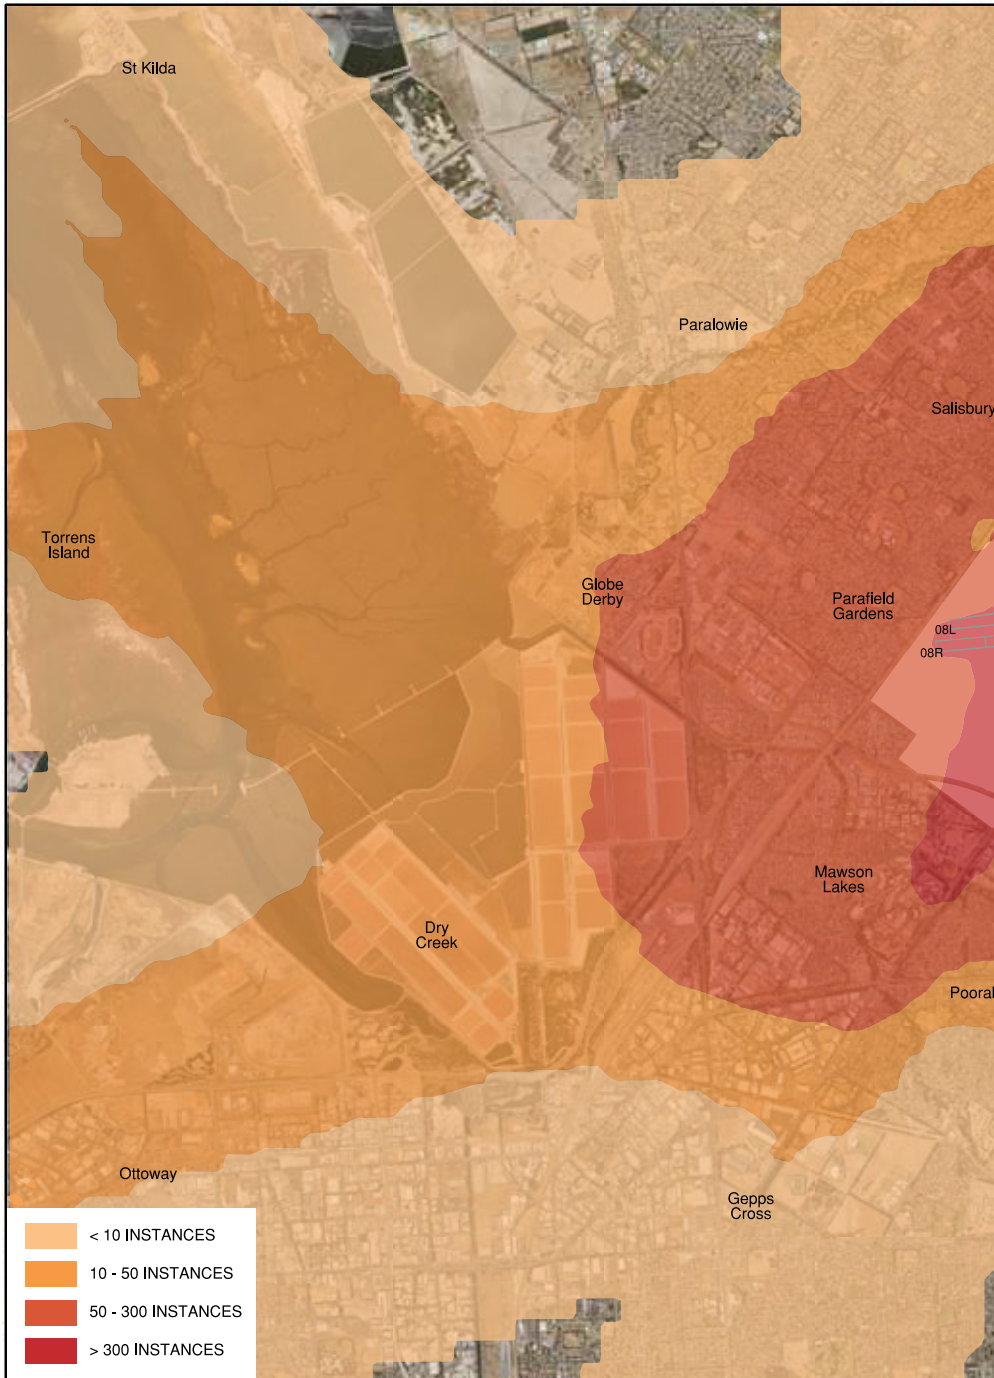 St Kilda
Paralowie
Salisbury
Torrens
Island
Globe
Derby
Parafield
Gardens
08L
08R
Mawson
Lakes
Dry
Creek
Pooral
Ottoway
Gepps
Cross
< 10 INSTANCES
10 - 50 INSTANCES
50 - 300 INSTANCES
> 300 INSTANCES